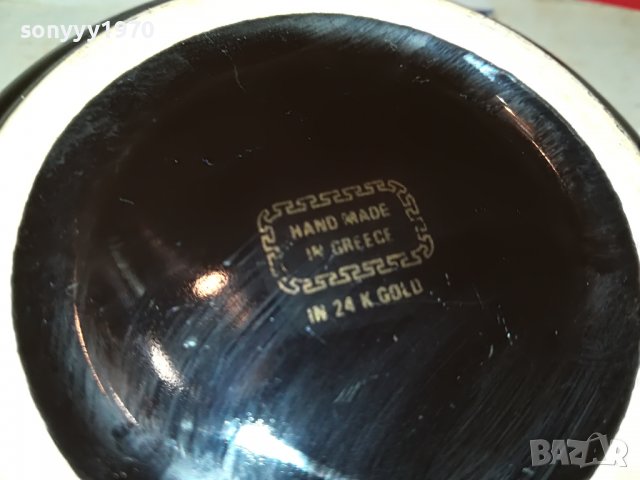 sonyyy1970
HAND MADE
IN GREECE
IN 24 K.GOLD
BAZAR